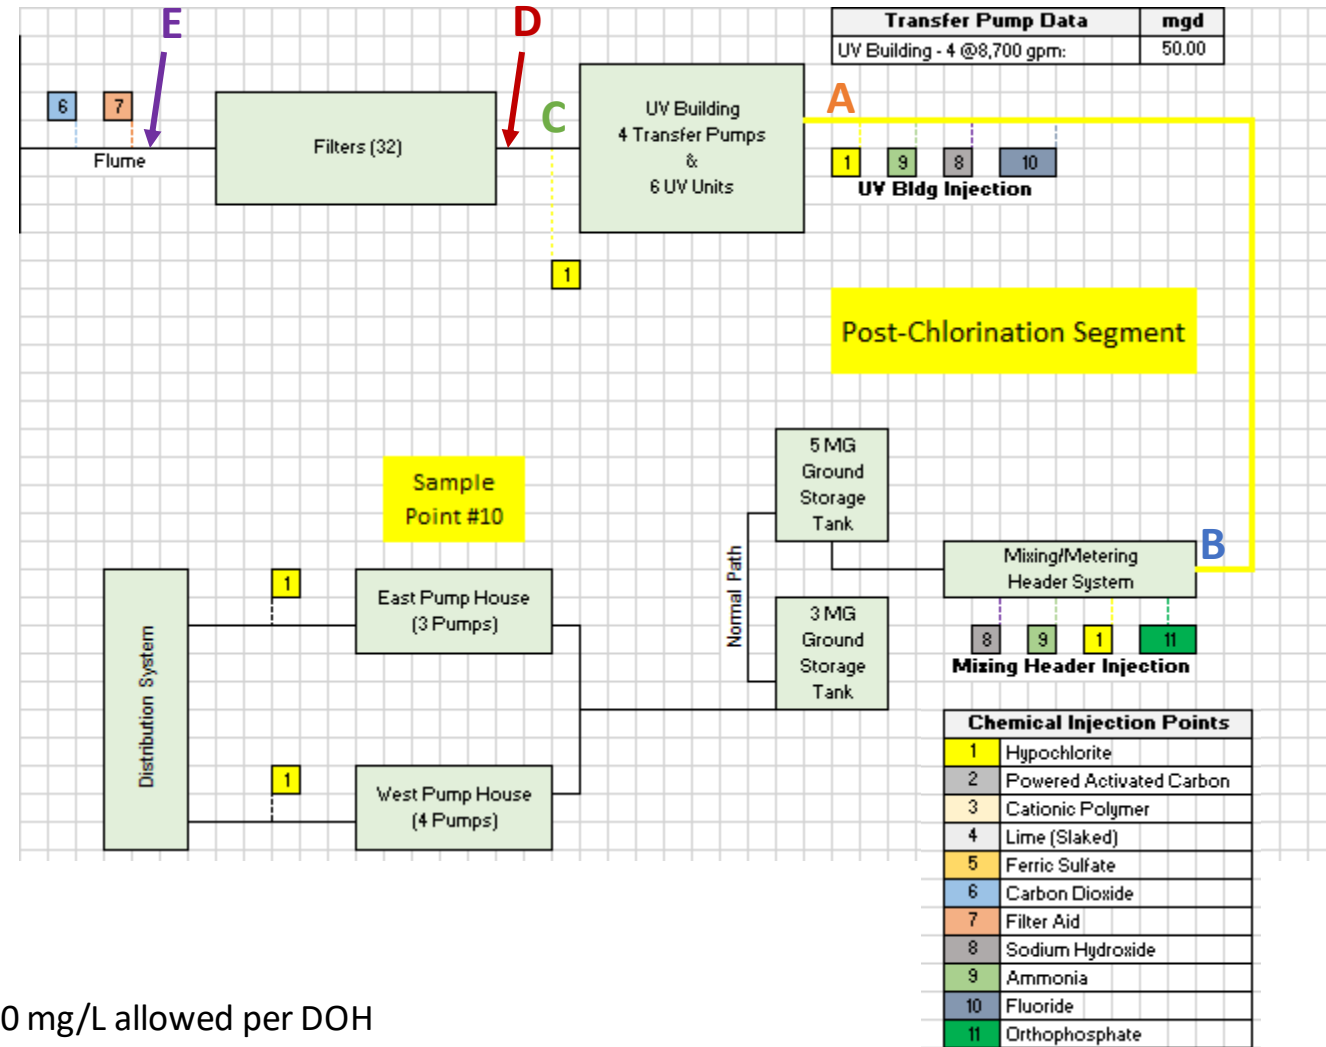 E
D
Transfer Pump Data mgd
UV Building - 4 @8,700 gpm: 50.00
6 7
Flume
Filters (32)
C
UV Building
4 Transfer Pumps
&
6 UV Units
A
1 9 8 10
UV Bldg Injection
1
Post-Chlorination Segment
Sample
Point #10
5 MG
Ground
Storage
Tank
Normal Path
3 MG
Ground
Storage
Tank
B
Mixing/Metering
Header System
8 9 1 11
Mixing Header Injection
Distribution System
1
East Pump House
(3 Pumps)
1
West Pump House
(4 Pumps)
Chemical Injection Points
1 Hypochlorite
2 Powered Activated Carbon
3 Cationic Polymer
4 Lime (Slaked)
5 Ferric Sulfate
6 Carbon Dioxide
7 Filter Aid
8 Sodium Hydroxide
9 Ammonia
10 Fluoride
11 Orthophosphate
0 mg/L allowed per DOH